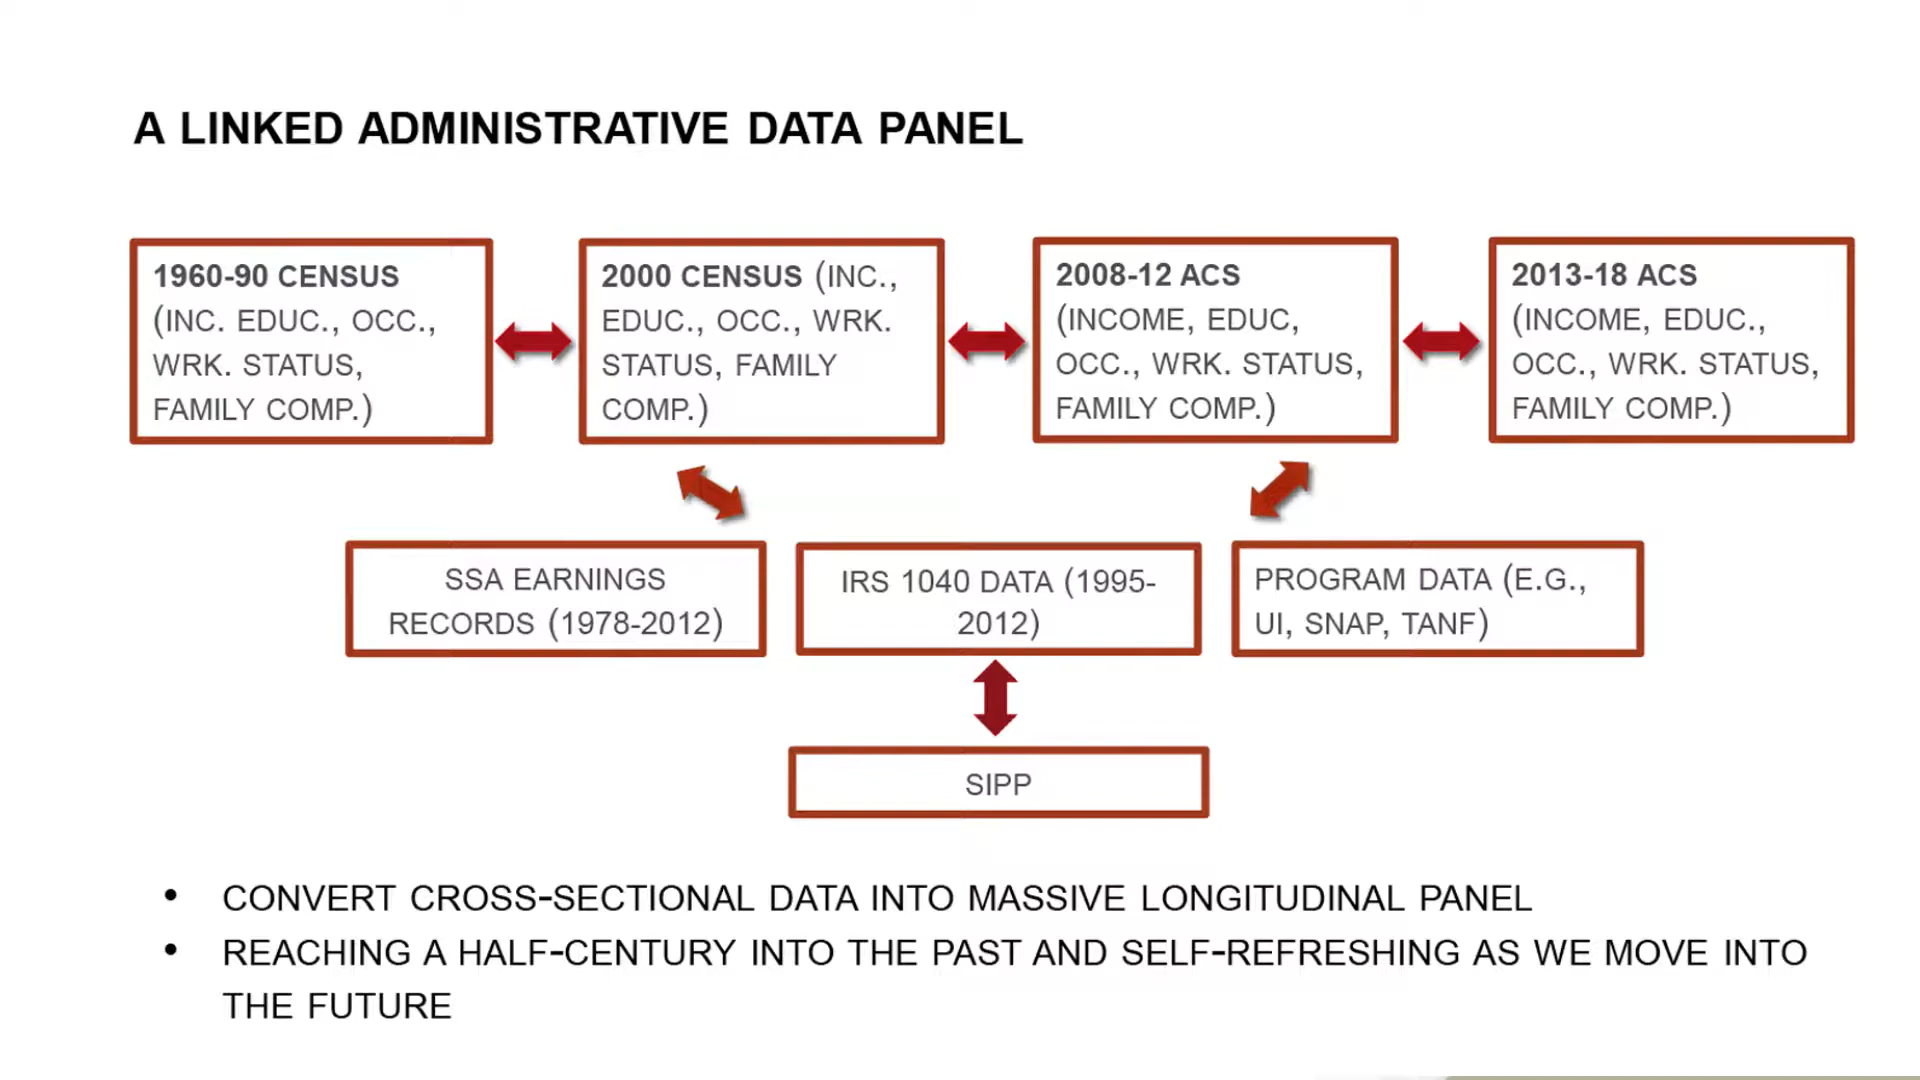 A LINKED ADMINISTRATIVE DATA PANEL
1960-90 CENSUS
(INC. EDUC., OCC.,
WRK. STATUS,
FAMILY COMP.)
2000 CENSUS (INC.,
EDUC., OCC., WRK.
STATUS, FAMILY
COMP.)
2008-12 ACS
(INCOME, EDUC,
OCC., WRK. STATUS,
FAMILY COMP.)
2013-18 ACS
(INCOME, EDUC.,
OCC., WRK. STATUS,
FAMILY COMP.)
SSA EARNINGS
RECORDS (1978-2012)
IRS 1040 DATA (1995-
2012)
PROGRAM DATA (E.G.,
UI, SNAP, TANF)
SIPP
• CONVERT CROSS-SECTIONAL DATA INTO MASSIVE LONGITUDINAL PANEL
• REACHING A HALF-CENTURY INTO THE PAST AND SELF-REFRESHING AS WE MOVE INTO
THE FUTURE